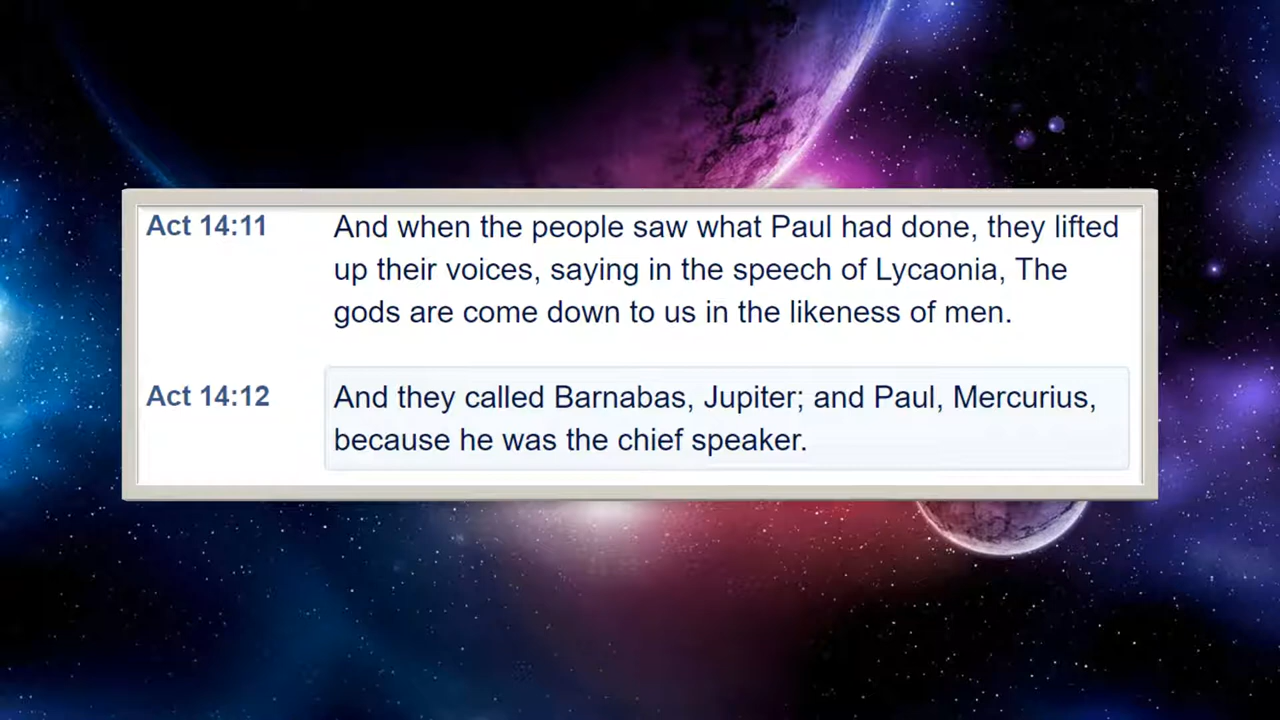 Act 14:11 And when the people saw what Paul had done, they lifted
up their voices, saying in the speech of Lycaonia, The
gods are come down to us in the likeness of men.
Act 14:12 And they called Barnabas, Jupiter; and Paul, Mercurius,
because he was the chief speaker.